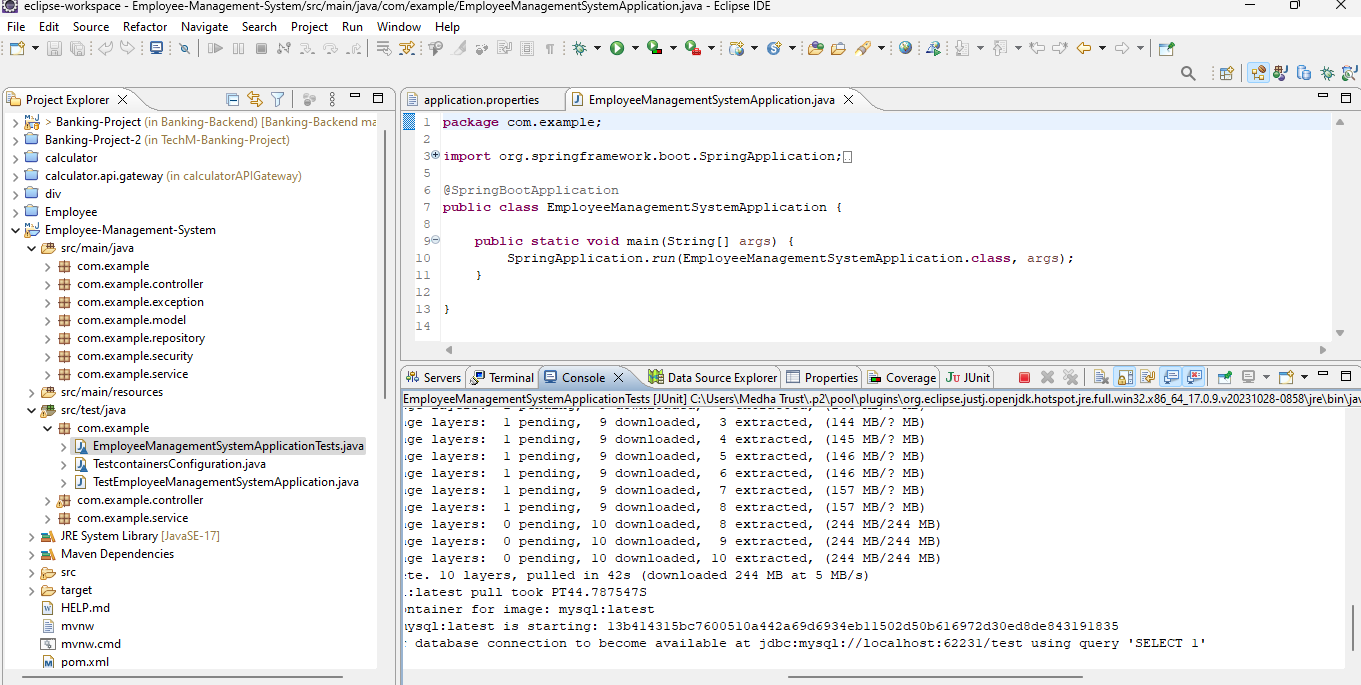 eclipse-workspace - Employee-Management-System/src/main/java/com/example/EmployeeManagementSystemApplication.java - Eclipse IDE
File Edit Source Refactor Navigate Search Project Run Window Help
Project Explorer
> Banking-Project (in Banking-Backend) [Banking-Backend ma
Banking-Project-2 (in TechM-Banking-Project)
calculator
calculator.api.gateway (in calculatorAPIGateway)
div
Employee
Employee-Management-System
src/main/java
com.example
com.example.controller
com.example.exception
com.example.model
com.example.repository
com.example.security
com.example.service
src/main/resources
src/test/java
com.example
EmployeeManagementSystemApplicationTests.java
TestcontainersConfiguration.java
TestEmployeeManagementSystemApplication.java
com.example.controller
com.example.service
JRE System Library [JavaSE-17]
Maven Dependencies
src
target
HELP.md
mvnw
mvnw.cmd
pom.xml
application.properties EmployeeManagementSystemApplication.java
1 package com.example;
2
3 import org.springframework.boot.SpringApplication;
5
6 @SpringBootApplication
7 public class EmployeeManagementSystemApplication {
8
9 public static void main(String[] args) {
10 SpringApplication.run(EmployeeManagementSystemApplication.class, args);
11 }
12
13 }
14
Servers Terminal Console Data Source Explorer Properties Coverage JUnit
EmployeeManagementSystemApplicationTests [JUnit] C:\Users\Medha Trust\.p2\pool\plugins\org.eclipse.justj.openjdk.hotspot.jre.full.win32.x86_64_17.0.9.v20231028-0858\jre\bin\jav
ge layers: 1 pending, 9 downloaded, 3 extracted, (144 MB/? MB)
ge layers: 1 pending, 9 downloaded, 4 extracted, (145 MB/? MB)
ge layers: 1 pending, 9 downloaded, 5 extracted, (146 MB/? MB)
ge layers: 1 pending, 9 downloaded, 6 extracted, (146 MB/? MB)
ge layers: 1 pending, 9 downloaded, 7 extracted, (157 MB/? MB)
ge layers: 1 pending, 9 downloaded, 8 extracted, (157 MB/? MB)
ge layers: 0 pending, 10 downloaded, 8 extracted, (244 MB/244 MB)
ge layers: 0 pending, 10 downloaded, 9 extracted, (244 MB/244 MB)
ge layers: 0 pending, 10 downloaded, 10 extracted, (244 MB/244 MB)
te. 10 layers, pulled in 42s (downloaded 244 MB at 5 MB/s)
:latest pull took PT44.787547S
ntainer for image: mysql:latest
ysql:latest is starting: 13b414315bc7600510a442a69d6934eb11502d50b616972d30ed8de843191835
database connection to become available at jdbc:mysql://localhost:62231/test using query 'SELECT 1'